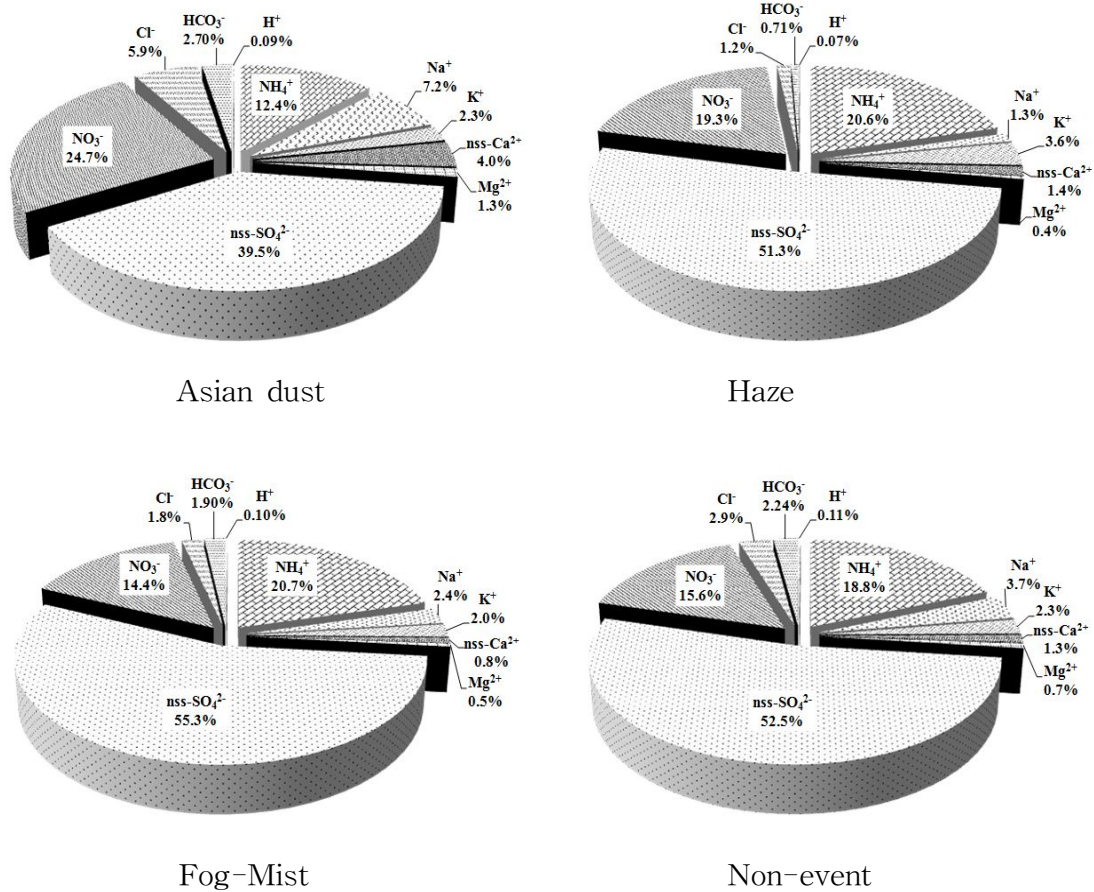 Cl⁻
5.9%
HCO₃⁻
2.70%
H⁺
0.09%
NH₄⁺
12.4%
Na⁺
7.2%
K⁺
2.3%
nss-Ca²⁺
4.0%
Mg²⁺
1.3%
nss-SO₄²⁻
39.5%
NO₃⁻
24.7%
Asian dust
Cl⁻
1.2%
HCO₃⁻
0.71%
H⁺
0.07%
NH₄⁺
20.6%
Na⁺
1.3%
K⁺
3.6%
nss-Ca²⁺
1.4%
Mg²⁺
0.4%
nss-SO₄²⁻
51.3%
NO₃⁻
19.3%
Haze
Cl⁻
1.8%
HCO₃⁻
1.90%
H⁺
0.10%
NH₄⁺
20.7%
Na⁺
2.4%
K⁺
2.0%
nss-Ca²⁺
0.8%
Mg²⁺
0.5%
nss-SO₄²⁻
55.3%
NO₃⁻
14.4%
Fog-Mist
Cl⁻
2.9%
HCO₃⁻
2.24%
H⁺
0.11%
NH₄⁺
18.8%
Na⁺
3.7%
K⁺
2.3%
nss-Ca²⁺
1.3%
Mg²⁺
0.7%
nss-SO₄²⁻
52.5%
NO₃⁻
15.6%
Non-event